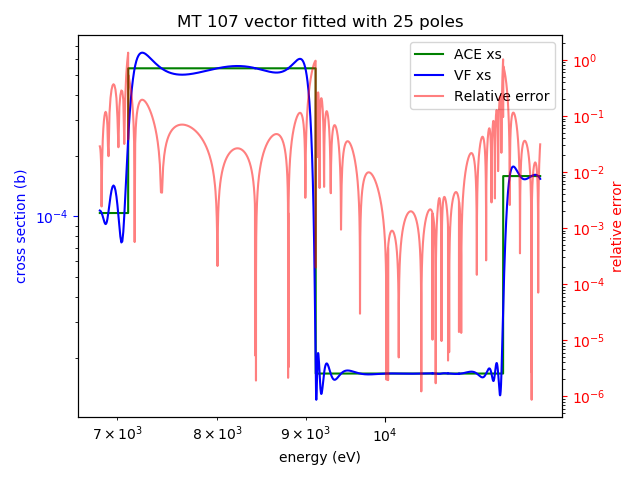 MT 107 vector fitted with 25 poles
ACE xs
VF xs
Relative error
cross section (b)
10⁻⁴
10⁰
10⁻¹
10⁻²
10⁻³
10⁻⁴
10⁻⁵
10⁻⁶
relative error
7 × 10³
8 × 10³
9 × 10³
10⁴
energy (eV)